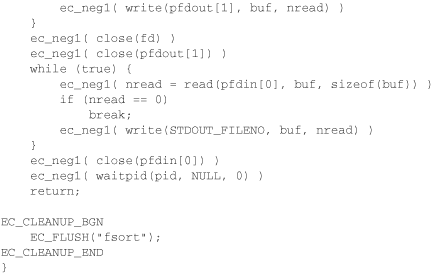 ec_neg1( write(pfdout[1], buf, nread) )
    }
    ec_neg1( close(fd) )
    ec_neg1( close(pfdout[1]) )
    while (true) {
        ec_neg1( nread = read(pfdin[0], buf, sizeof(buf)) )
        if (nread == 0)
            break;
        ec_neg1( write(STDOUT_FILENO, buf, nread) )
    }
    ec_neg1( close(pfdin[0]) )
    ec_neg1( waitpid(pid, NULL, 0) )
    return;

EC_CLEANUP_BGN
    EC_FLUSH("fsort");
EC_CLEANUP_END
}